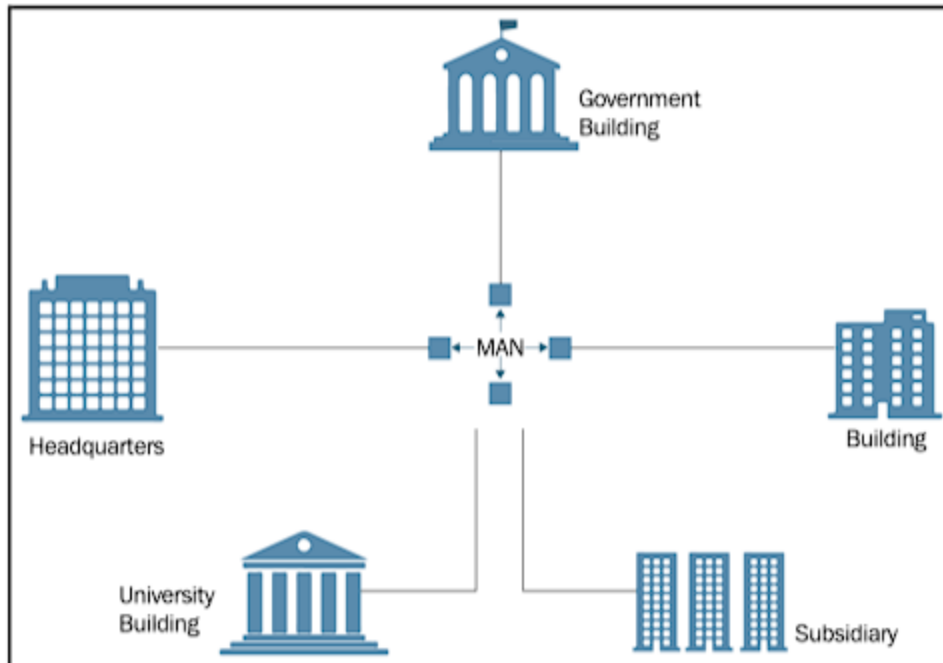 Government
Building
MAN
Headquarters
Building
University
Building
Subsidiary